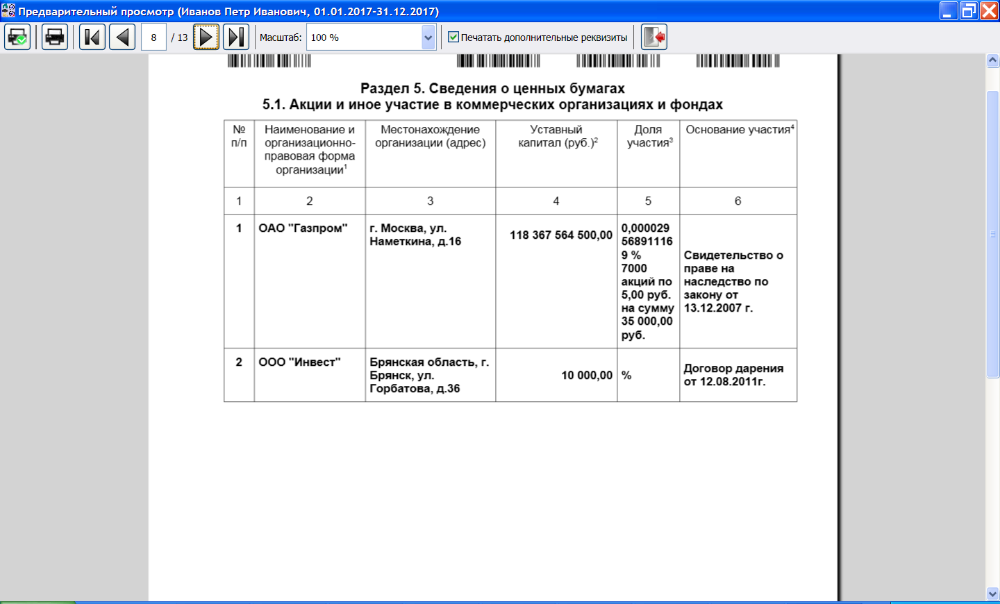 Предварительный просмотр (Иванов Петр Иванович, 01.01.2017-31.12.2017)
8 / 13 Масштаб: 100 % Печатать дополнительные реквизиты
Раздел 5. Сведения о ценных бумагах
5.1. Акции и иное участие в коммерческих организациях и фондах
№
п/п
Наименование и
организационно-
правовая форма
организации¹
Местонахождение
организации (адрес)
Уставный
капитал (руб.)²
Доля
участия³
Основание участия⁴
1 2 3 4 5 6
1
ОАО "Газпром"
г. Москва, ул.
Наметкина, д.16
118 367 564 500,00
0,000029
56891116
9 %
7000
акций по
5,00 руб.
на сумму
35 000,00
руб.
Свидетельство о
праве на
наследство по
закону от
13.12.2007 г.
2
ООО "Инвест"
Брянская область, г.
Брянск, ул.
Горбатова, д.36
10 000,00
%
Договор дарения
от 12.08.2011г.